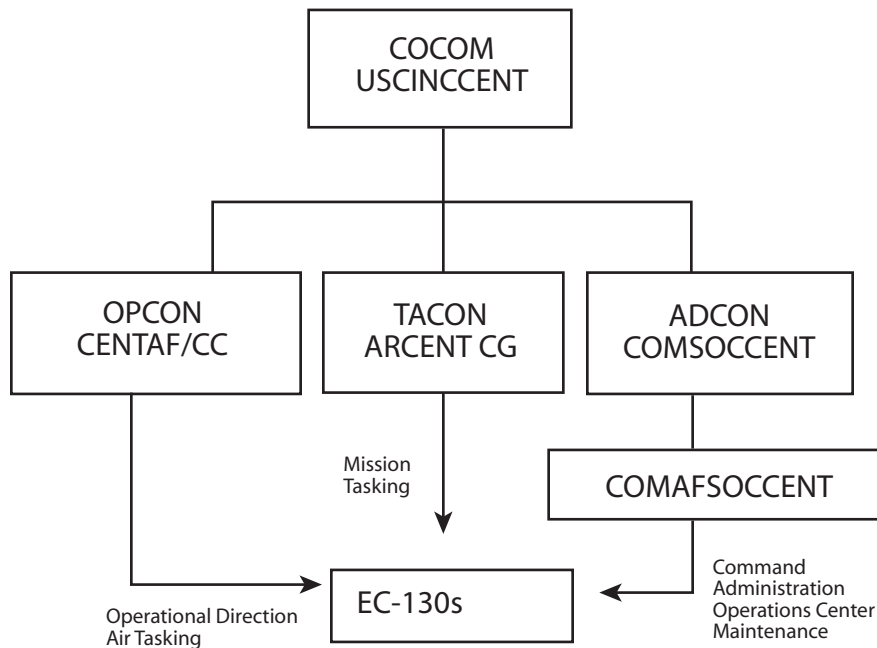 COCOM
USCINCCENT
OPCON
CENTAF/CC
TACON
ARCENT CG
ADCON
COMSOCCENT
Mission
Tasking
COMAFSOCCENT
EC-130s
Operational Direction
Air Tasking
Command
Administration
Operations Center
Maintenance